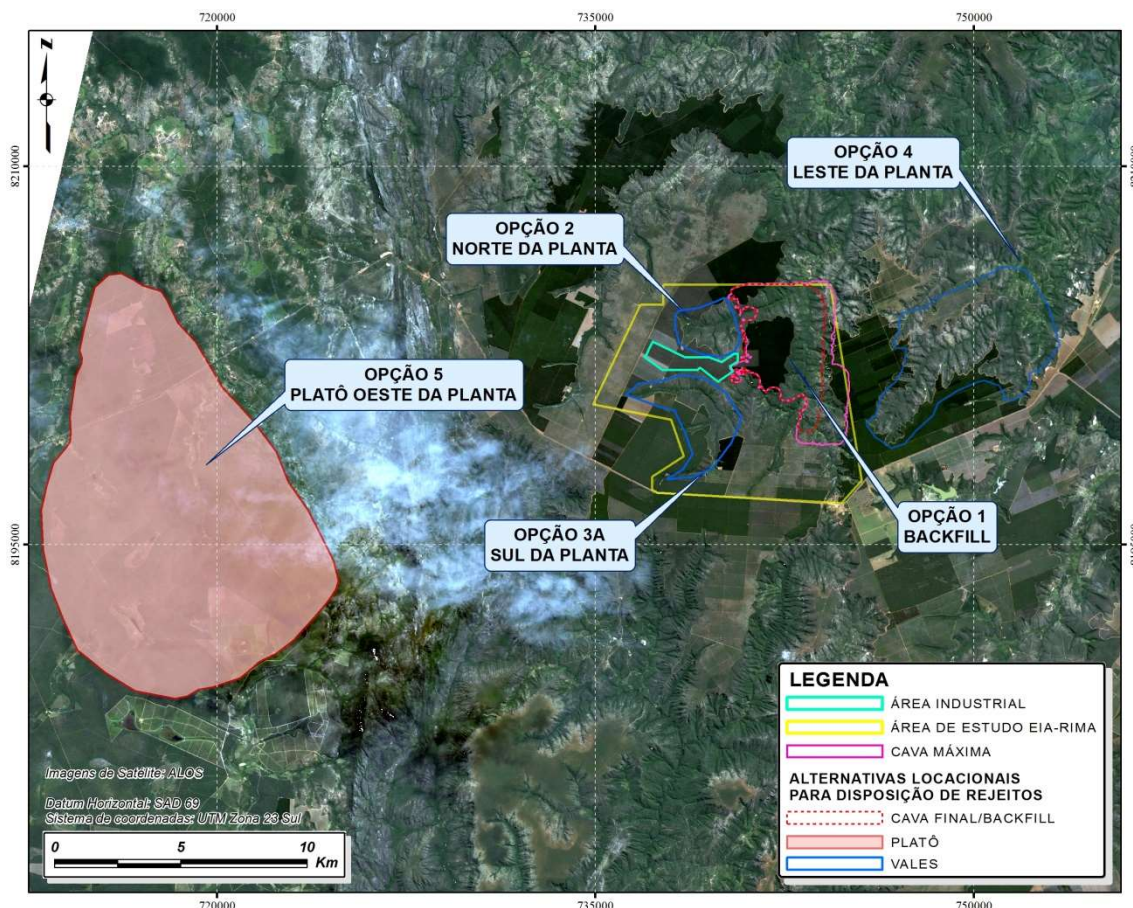 720000
735000
750000
8210000
8210000
N
OPÇÃO 4
LESTE DA PLANTA
OPÇÃO 2
NORTE DA PLANTA
OPÇÃO 5
PLATÔ OESTE DA PLANTA
OPÇÃO 3A
SUL DA PLANTA
OPÇÃO 1
BACKFILL
8195000
8195000
LEGENDA
ÁREA INDUSTRIAL
ÁREA DE ESTUDO EIA-RIMA
CAVA MÁXIMA
ALTERNATIVAS LOCACIONAIS
PARA DISPOSIÇÃO DE REJEITOS
CAVA FINAL/BACKFILL
PLATÔ
VALES
Imagens de Satélite: ALOS
Datum Horizontal: SAD 69
Sistema de coordenadas: UTM Zona 23 Sul
0 5 10
Km
720000
735000
750000